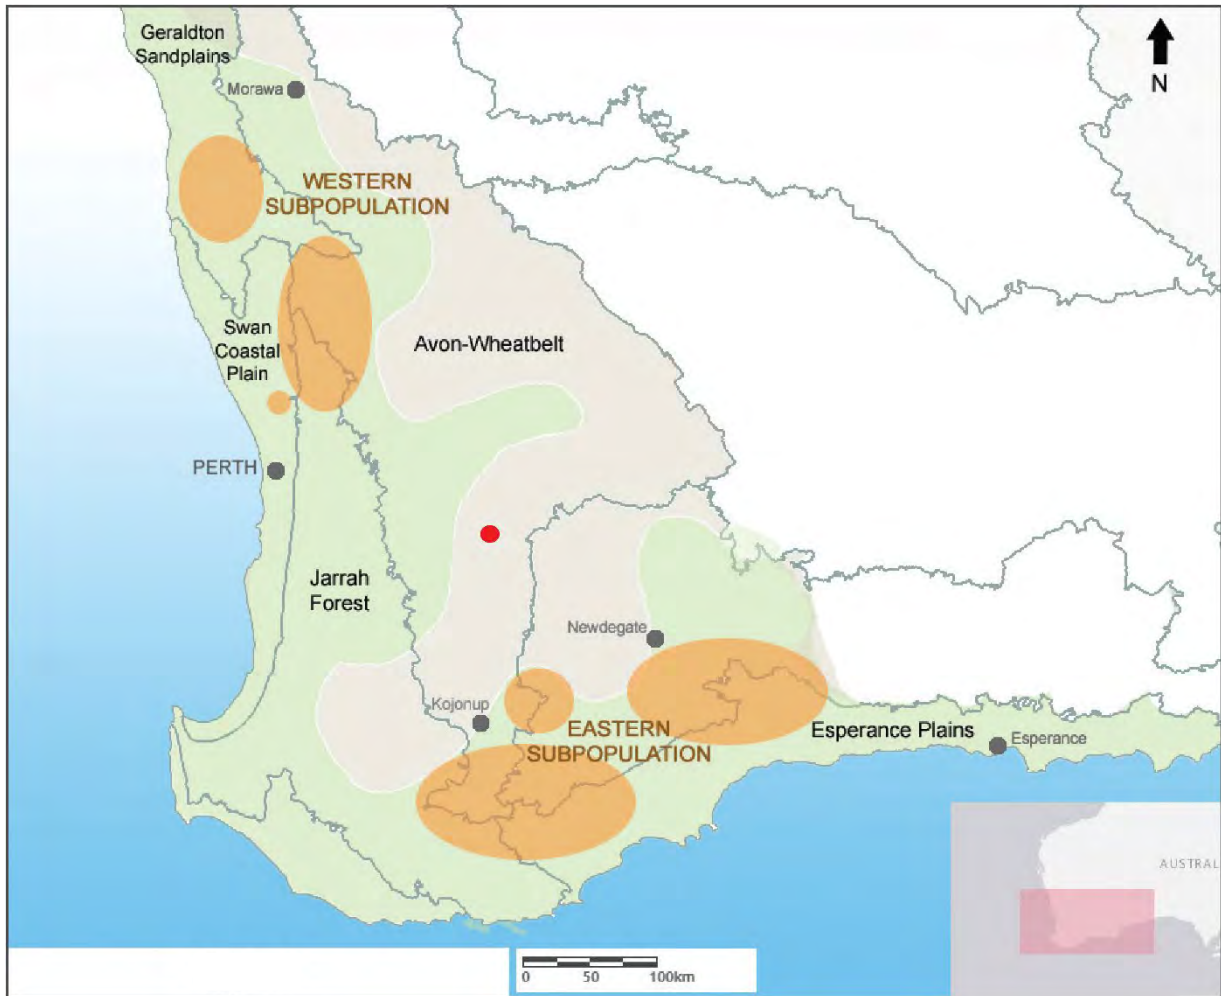 Geraldton
Sandplains
N
Morawa
WESTERN
SUBPOPULATION
Swan
Coastal
Plain
Avon-Wheatbelt
PERTH
Jarrah
Forest
Newdegate
Kojonup
EASTERN
SUBPOPULATION
Esperance Plains
Esperance
AUSTRAL
0 50 100km